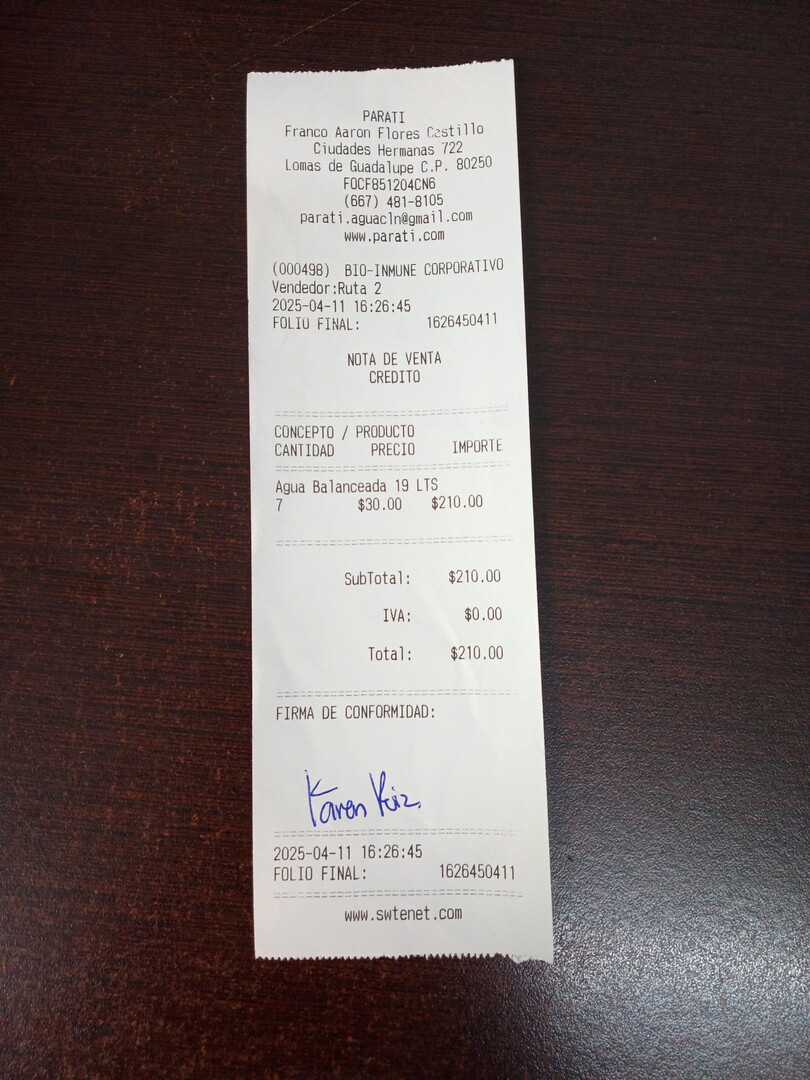 PARATI
Franco Aaron Flores Castillo
Ciudades Hermanas 722
Lomas de Guadalupe C.P. 80250
FOCF851204CN6
(667) 481-8105
parati.aguacln@gmail.com
www.parati.com
(000498) BIO-INMUNE CORPORATIVO
Vendedor:Ruta 2
2025-04-11 16:26:45
FOLIO FINAL: 1626450411
NOTA DE VENTA
CREDITO
CONCEPTO / PRODUCTO
CANTIDAD PRECIO IMPORTE
Agua Balanceada 19 LTS
7 $30.00 $210.00
SubTotal: $210.00
IVA: $0.00
Total: $210.00
FIRMA DE CONFORMIDAD:
Karen
2025-04-11 16:26:45
FOLIO FINAL: 1626450411
www.swtenet.com